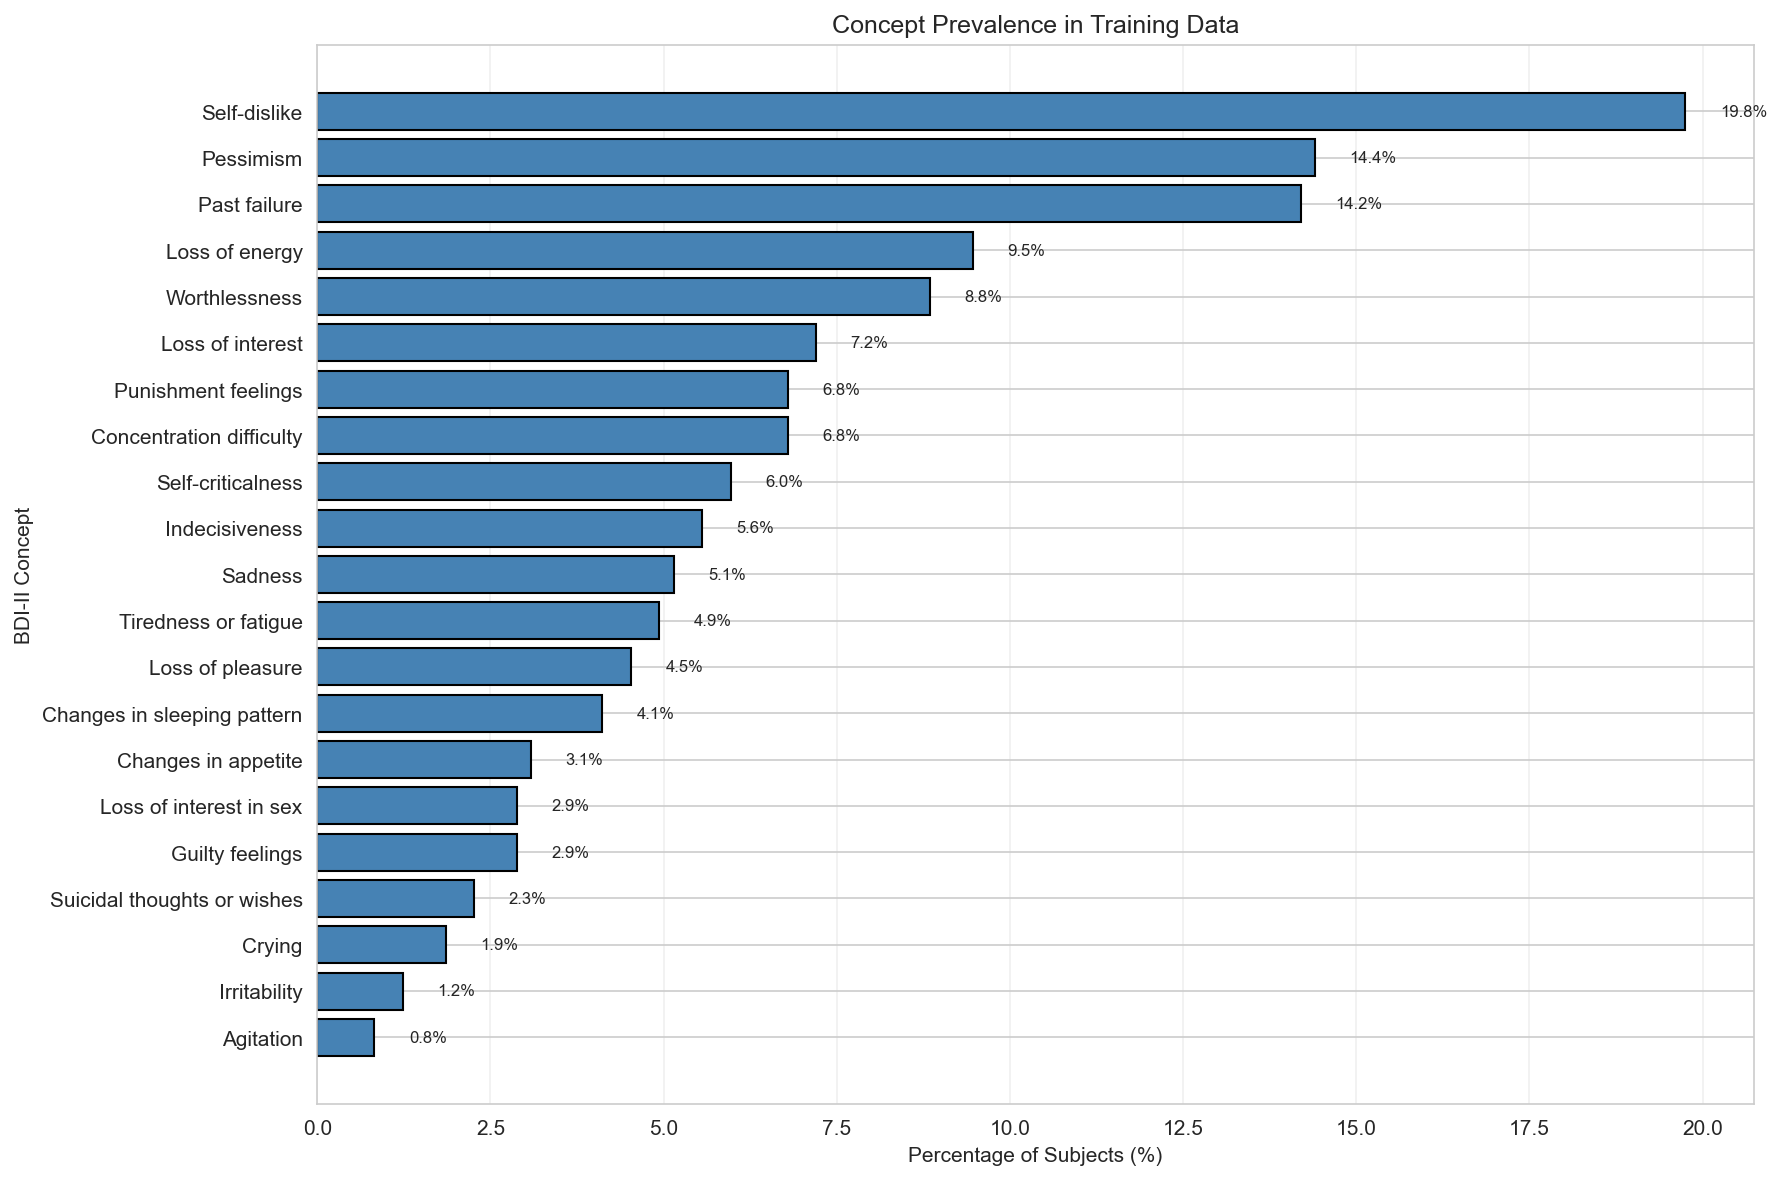 Concept Prevalence in Training Data
Self-dislike 19.8%
Pessimism 14.4%
Past failure 14.2%
Loss of energy 9.5%
Worthlessness 8.8%
Loss of interest 7.2%
Punishment feelings 6.8%
Concentration difficulty 6.8%
Self-criticalness 6.0%
Indecisiveness 5.6%
Sadness 5.1%
Tiredness or fatigue 4.9%
Loss of pleasure 4.5%
Changes in sleeping pattern 4.1%
Changes in appetite 3.1%
Loss of interest in sex 2.9%
Guilty feelings 2.9%
Suicidal thoughts or wishes 2.3%
Crying 1.9%
Irritability 1.2%
Agitation 0.8%
BDI-II Concept
0.0 2.5 5.0 7.5 10.0 12.5 15.0 17.5 20.0
Percentage of Subjects (%)